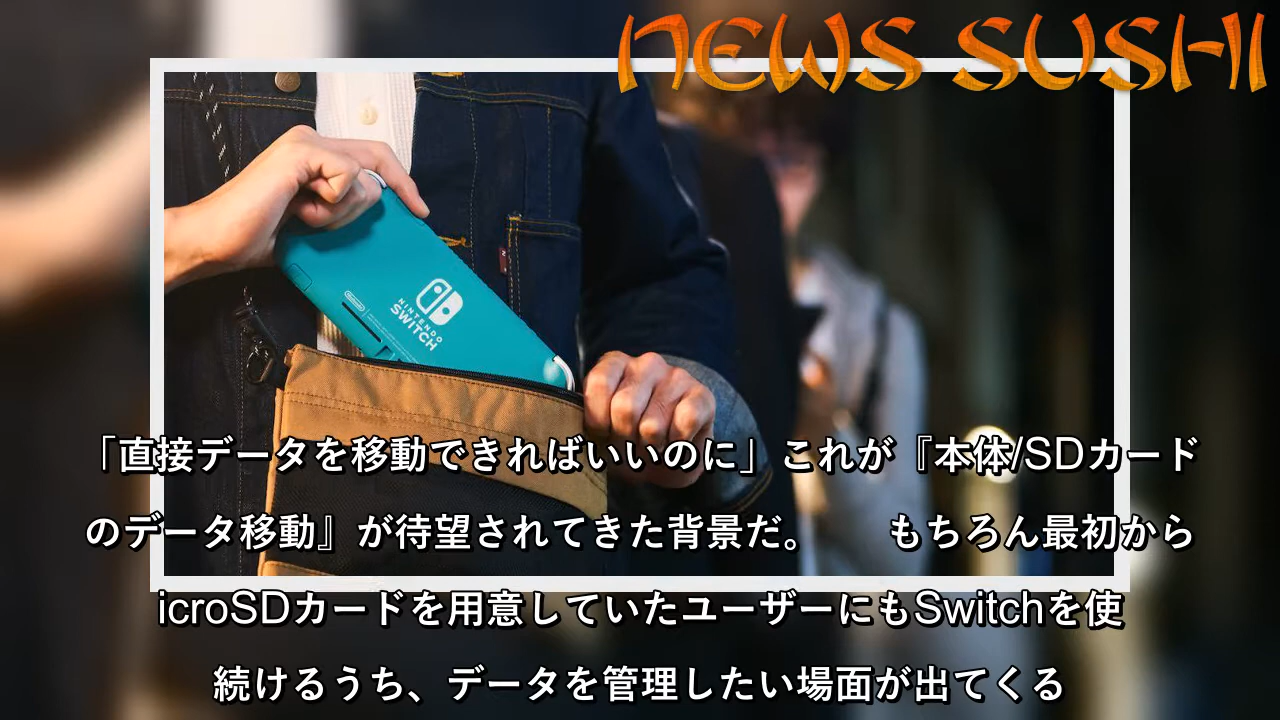 NEWS SUSHI
NINTENDO
SWITCH
「直接データを移動できればいいのに」これが『本体/SDカード
のデータ移動』が待望されてきた背景だ。　　もちろん最初から
icroSDカードを用意していたユーザーにもSwitchを使
続けるうち、データを管理したい場面が出てくる